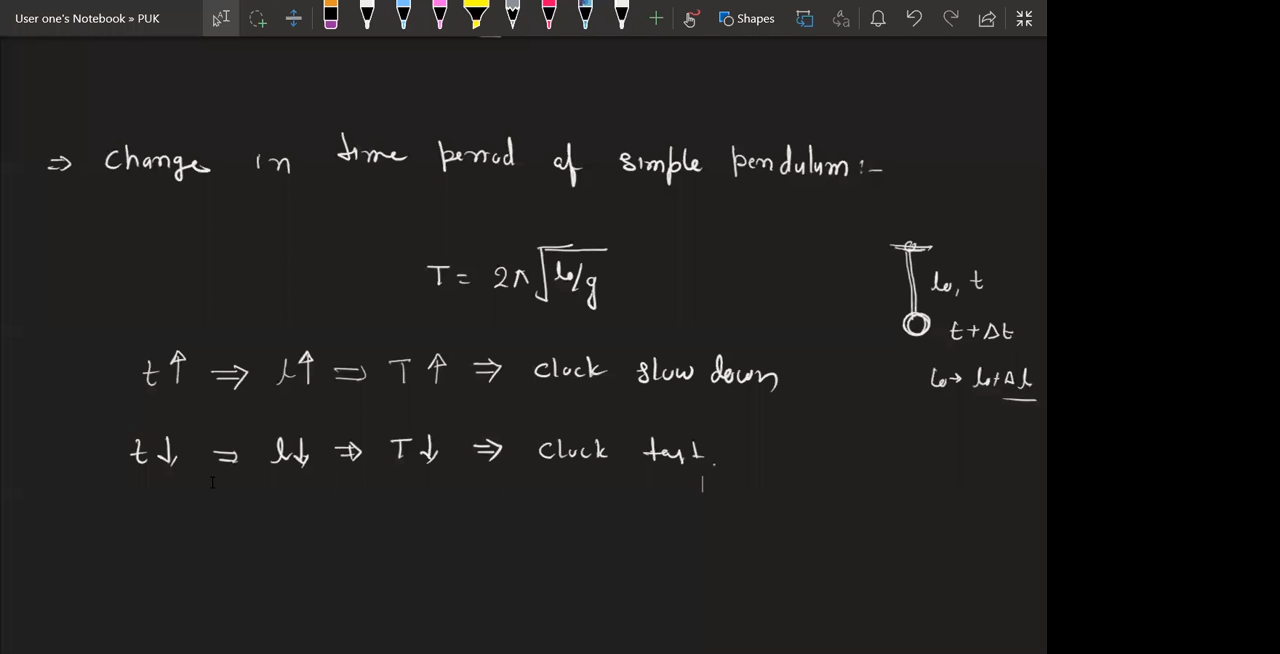 User one's Notebook » PUK
Shapes
⇒ Change in time period of simple pendulum :-
T = 2π√(l₀/g)
l₀, t
t + Δt
t↑ ⇒ l↑ ⇒ T↑ ⇒ Clock slow down
l₀ → l₀ + Δl
t↓ = l↓ ⇒ T↓ ⇒ Clock fast.